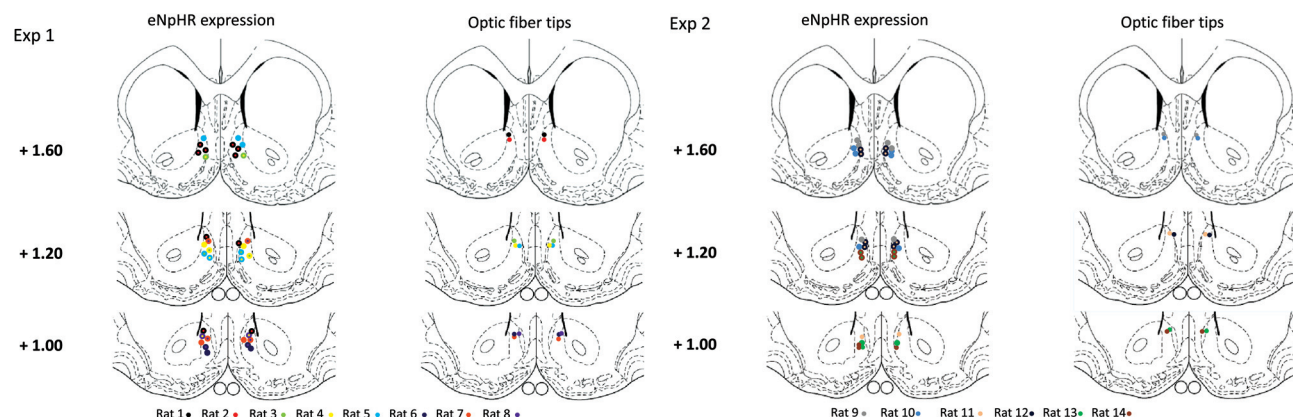 eNpHR expression
Optic fiber tips
Exp 1
+ 1.60
+ 1.20
+ 1.00
Rat 1 Rat 2 Rat 3 Rat 4 Rat 5 Rat 6 Rat 7 Rat 8
Exp 2
eNpHR expression
Optic fiber tips
+ 1.60
+ 1.20
+ 1.00
Rat 9 Rat 10 Rat 11 Rat 12 Rat 13 Rat 14